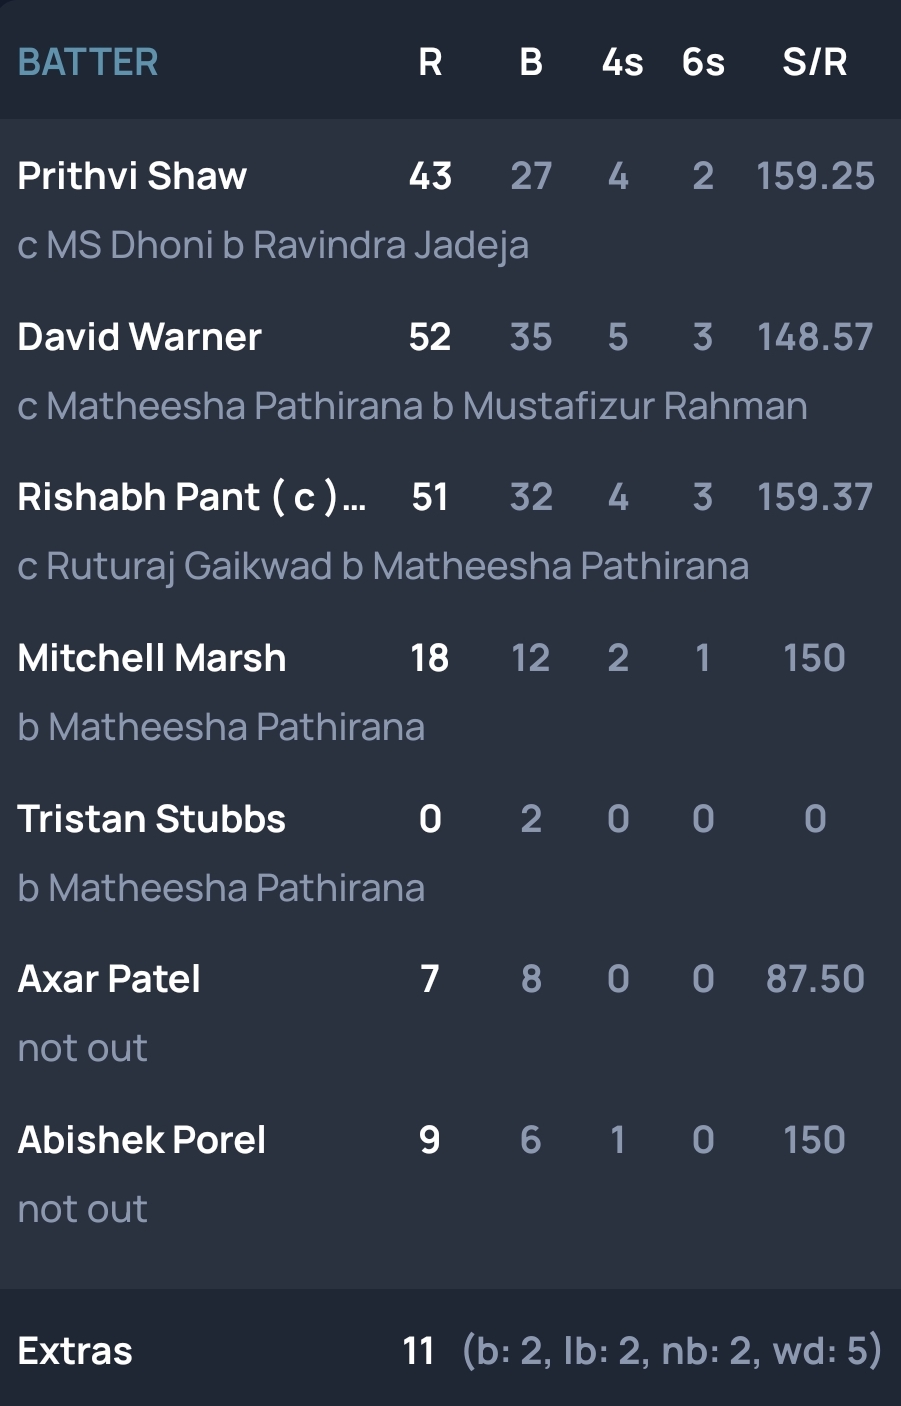 BATTER R B 4s 6s S/R
Prithvi Shaw 43 27 4 2 159.25
c MS Dhoni b Ravindra Jadeja
David Warner 52 35 5 3 148.57
c Matheesha Pathirana b Mustafizur Rahman
Rishabh Pant ( c )... 51 32 4 3 159.37
c Ruturaj Gaikwad b Matheesha Pathirana
Mitchell Marsh 18 12 2 1 150
b Matheesha Pathirana
Tristan Stubbs 0 2 0 0 0
b Matheesha Pathirana
Axar Patel 7 8 0 0 87.50
not out
Abishek Porel 9 6 1 0 150
not out
Extras 11 (b: 2, lb: 2, nb: 2, wd: 5)